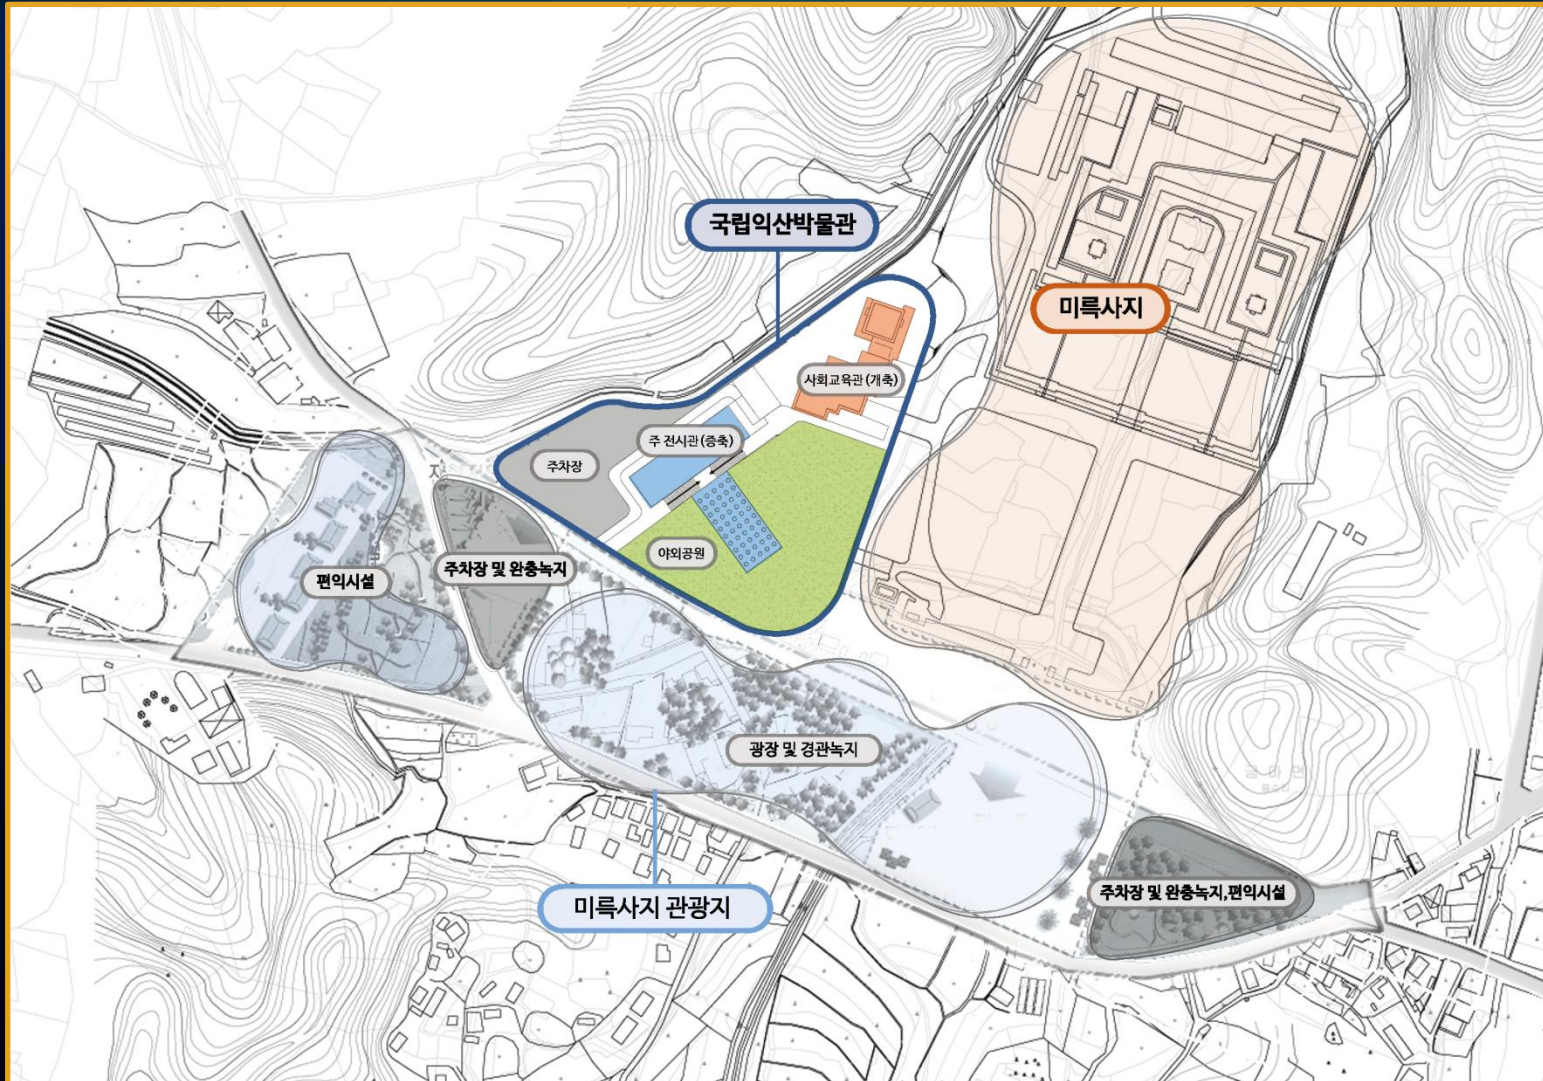 국립익산박물관
미륵사지
사회교육관(개축)
주 전시관(증축)
주차장
야외공원
주차장 및 완충녹지
편익시설
광장 및 경관녹지
금마면
주차장 및 완충녹지,편익시설
미륵사지 관광지